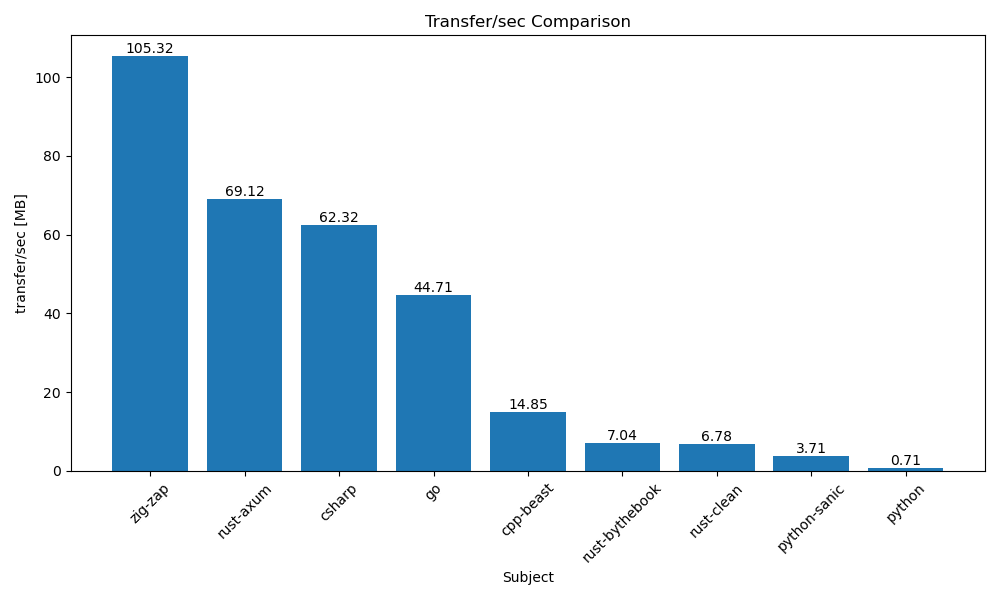 Transfer/sec Comparison
transfer/sec [MB]
100
80
60
40
20
0
105.32
69.12
62.32
44.71
14.85
7.04
6.78
3.71
0.71
zig-zap
rust-axum
csharp
go
cpp-beast
rust-bythebook
rust-clean
python-sanic
python
Subject